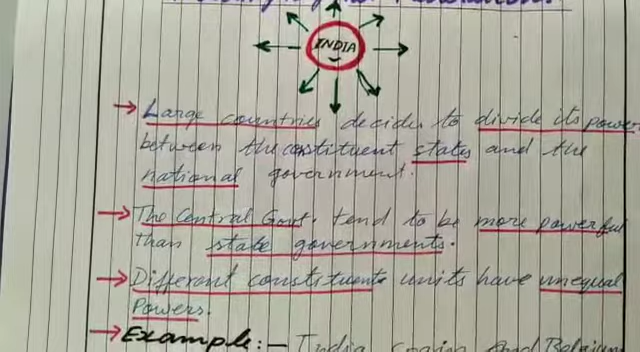 INDIA
Large countries decide to divide its power
between the constituent states and the
national government.
The Central Govt. tend to be more powerful
than state governments.
Different constituent units have unequal
Powers.
Example:- India, Spain and Belgium